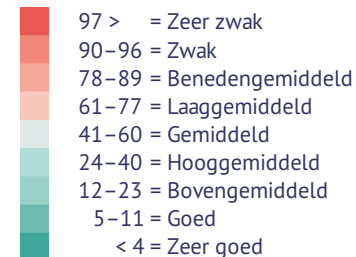 97 > = Zeer zwak
90–96 = Zwak
78–89 = Benedengemiddeld
61–77 = Laaggemiddeld
41–60 = Gemiddeld
24–40 = Hooggemiddeld
12–23 = Bovengemiddeld
5–11 = Goed
< 4 = Zeer goed